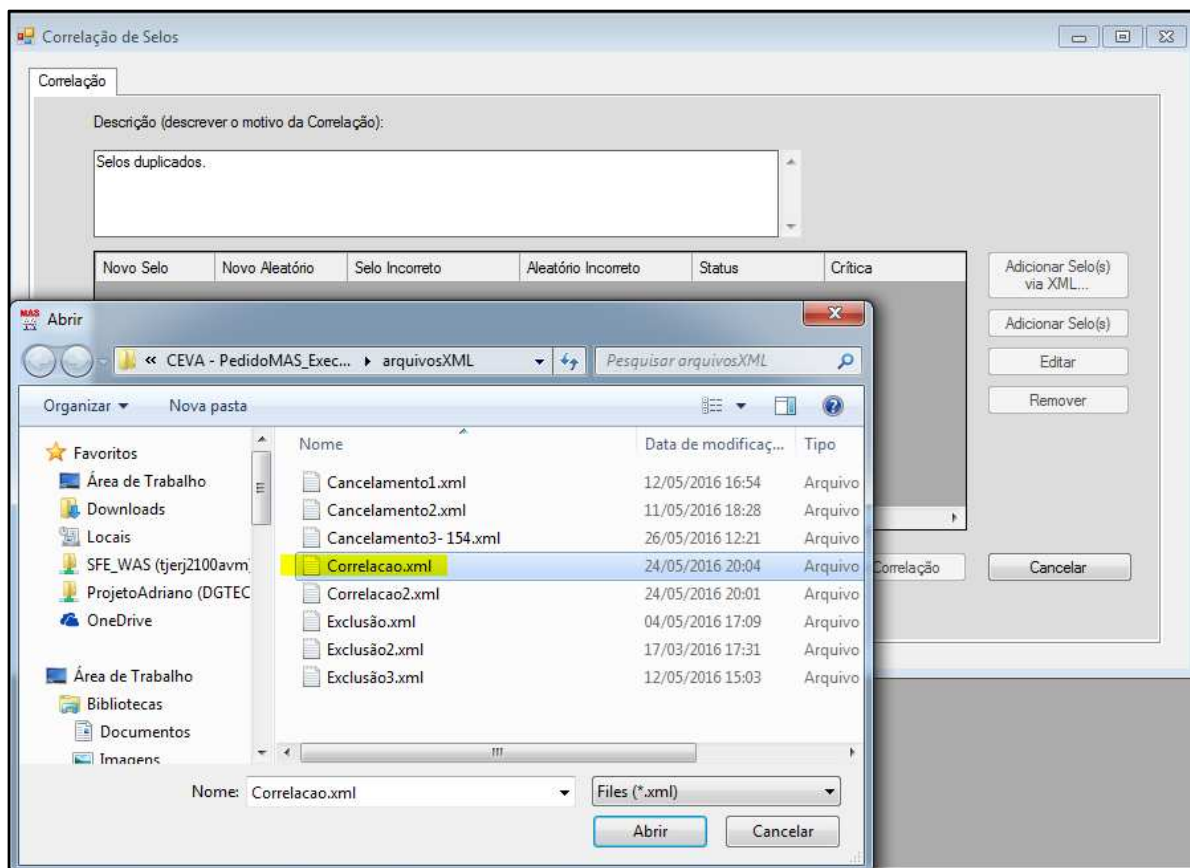 Correlação de Selos
Correlação
Descrição (descrever o motivo da Correlação):
Selos duplicados.
Novo Selo Novo Aleatório Selo Incorreto Aleatório Incorreto Status Crítica
Adicionar Selo(s)
via XML...
Adicionar Selo(s)
Editar
Remover
Correlação
Cancelar
MAS
Abrir
« CEVA - PedidoMAS_Exec... arquivosXML
Pesquisar arquivosXML
Organizar Nova pasta
Favoritos
Área de Trabalho
Downloads
Locais
SFE_WAS (tjerj2100avm
ProjetoAdriano (DGTEC
OneDrive
Área de Trabalho
Bibliotecas
Documentos
Imagens
Nome Data de modificaç... Tipo
Cancelamento1.xml 12/05/2016 16:54 Arquivo
Cancelamento2.xml 11/05/2016 18:28 Arquivo
Cancelamento3- 154.xml 26/05/2016 12:21 Arquivo
Correlacao.xml 24/05/2016 20:04 Arquivo
Correlacao2.xml 24/05/2016 20:01 Arquivo
Exclusão.xml 04/05/2016 17:09 Arquivo
Exclusão2.xml 17/03/2016 17:31 Arquivo
Exclusão3.xml 12/05/2016 15:03 Arquivo
Nome: Correlacao.xml Files (*.xml)
Abrir Cancelar